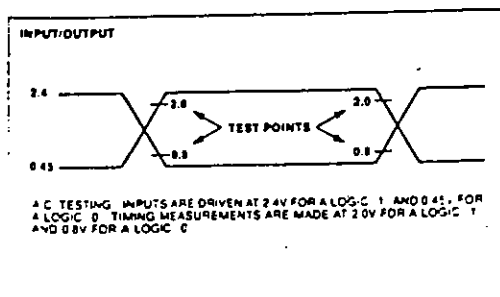 INPUT/OUTPUT
2.4
2.0
2.0
TEST POINTS
0.8
0.8
0.45
A C TESTING INPUTS ARE DRIVEN AT 2 4V FOR A LOGIC 1 AND 0 45V FOR
A LOGIC 0 TIMING MEASUREMENTS ARE MADE AT 2 0V FOR A LOGIC 1
AND 0 8V FOR A LOGIC 0